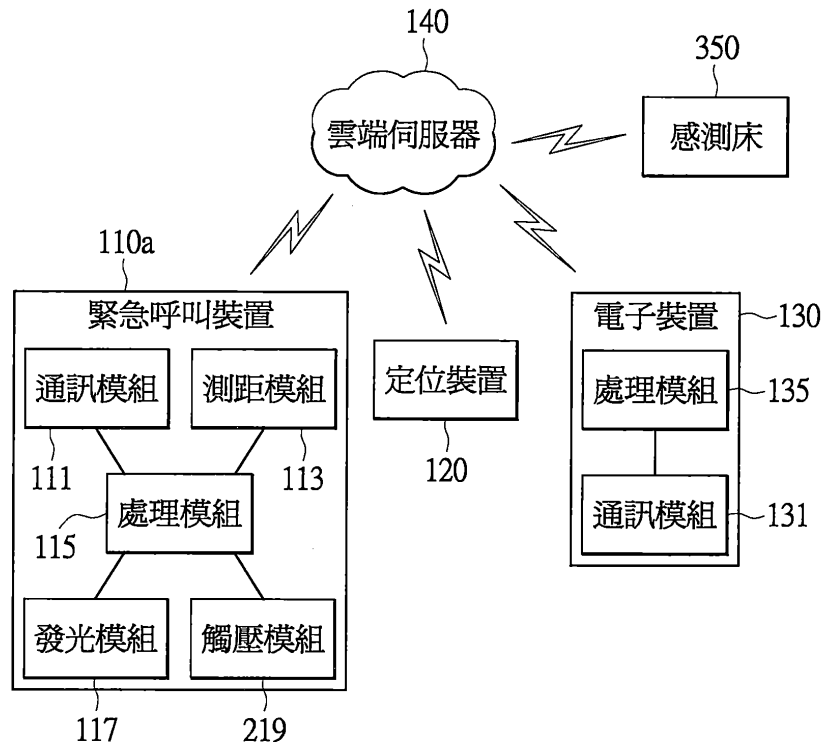 140
雲端伺服器
350
感測床
110a
緊急呼叫裝置
通訊模組
測距模組
111
113
處理模組
115
發光模組
觸壓模組
117
219
定位裝置
120
電子裝置
130
處理模組
135
通訊模組
131